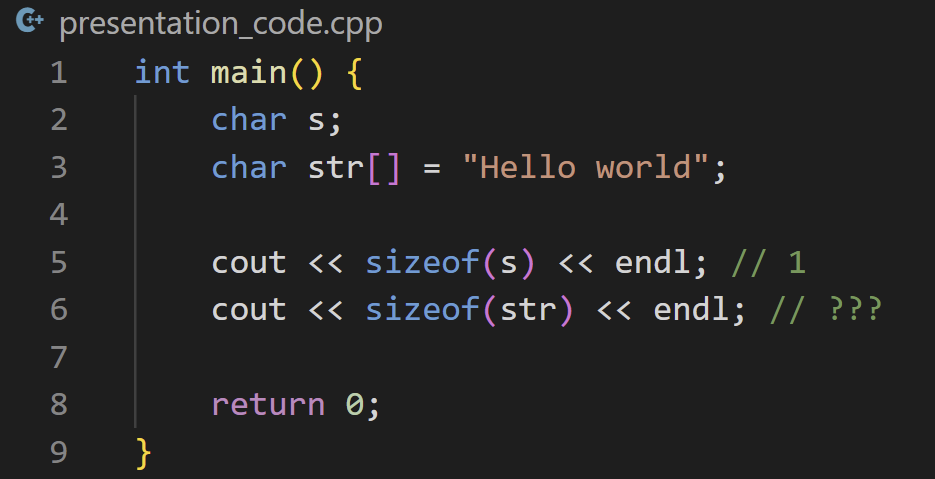 C++ presentation_code.cpp
1 int main() {
2 char s;
3 char str[] = "Hello world";
4
5 cout << sizeof(s) << endl; // 1
6 cout << sizeof(str) << endl; // ???
7
8 return 0;
9 }